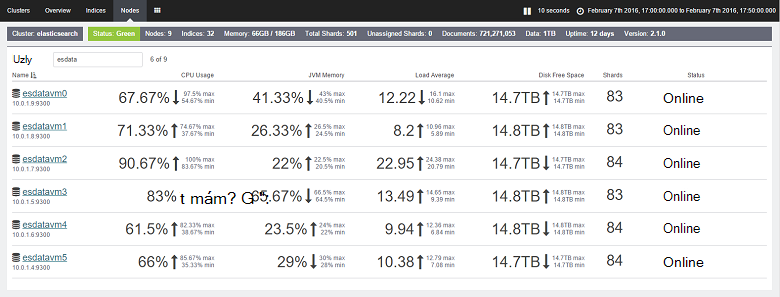 Clusters Overview Indices Nodes 10 seconds February 7th 2016, 17:00:00.000 to February 7th 2016, 17:50:00.000
Cluster: elasticsearch Status: Green Nodes: 9 Indices: 32 Memory: 66GB / 186GB Total Shards: 501 Unassigned Shards: 0 Documents: 721,271,053 Data: 1TB Uptime: 12 days Version: 2.1.0
Uzly esdata 6 of 9
Name CPU Usage JVM Memory Load Average Disk Free Space Shards Status
esdatavm0 67.67% 97.5% max 41.33% 43% max 12.22 16.1 max 14.7TB 14.7TB max 83 Online
10.0.1.9:9300 54.67% min 40.5% min 10.62 min 14.7TB min
esdatavm1 71.33% 74.67% max 26.33% 26.5% max 8.2 10.96 max 14.8TB 14.8TB max 83 Online
10.0.1.8:9300 37.67% min 24.5% min 5.89 min 14.8TB min
esdatavm2 90.67% 100% max 22% 22.5% max 22.95 24.38 max 14.7TB 14.7TB max 84 Online
10.0.1.7:9300 83.67% min 20.5% min 20.79 min 14.7TB min
esdatavm3 83% t mám? G 65.67% 66.5% max 13.49 14.65 max 14.8TB 14.8TB max 83 Online
10.0.1.5:9300 64.5% min 9.39 min 14.8TB min
esdatavm4 61.5% 82.33% max 23.5% 24% max 9.94 12.36 max 14.8TB 14.8TB max 84 Online
10.0.1.6:9300 38.67% min 22% min 6.84 min 14.8TB min
esdatavm5 66% 85.67% max 29% 30% max 10.38 12.79 max 14.7TB 14.7TB max 84 Online
10.0.1.4:9300 35.33% min 28% min 7.08 min 14.7TB min